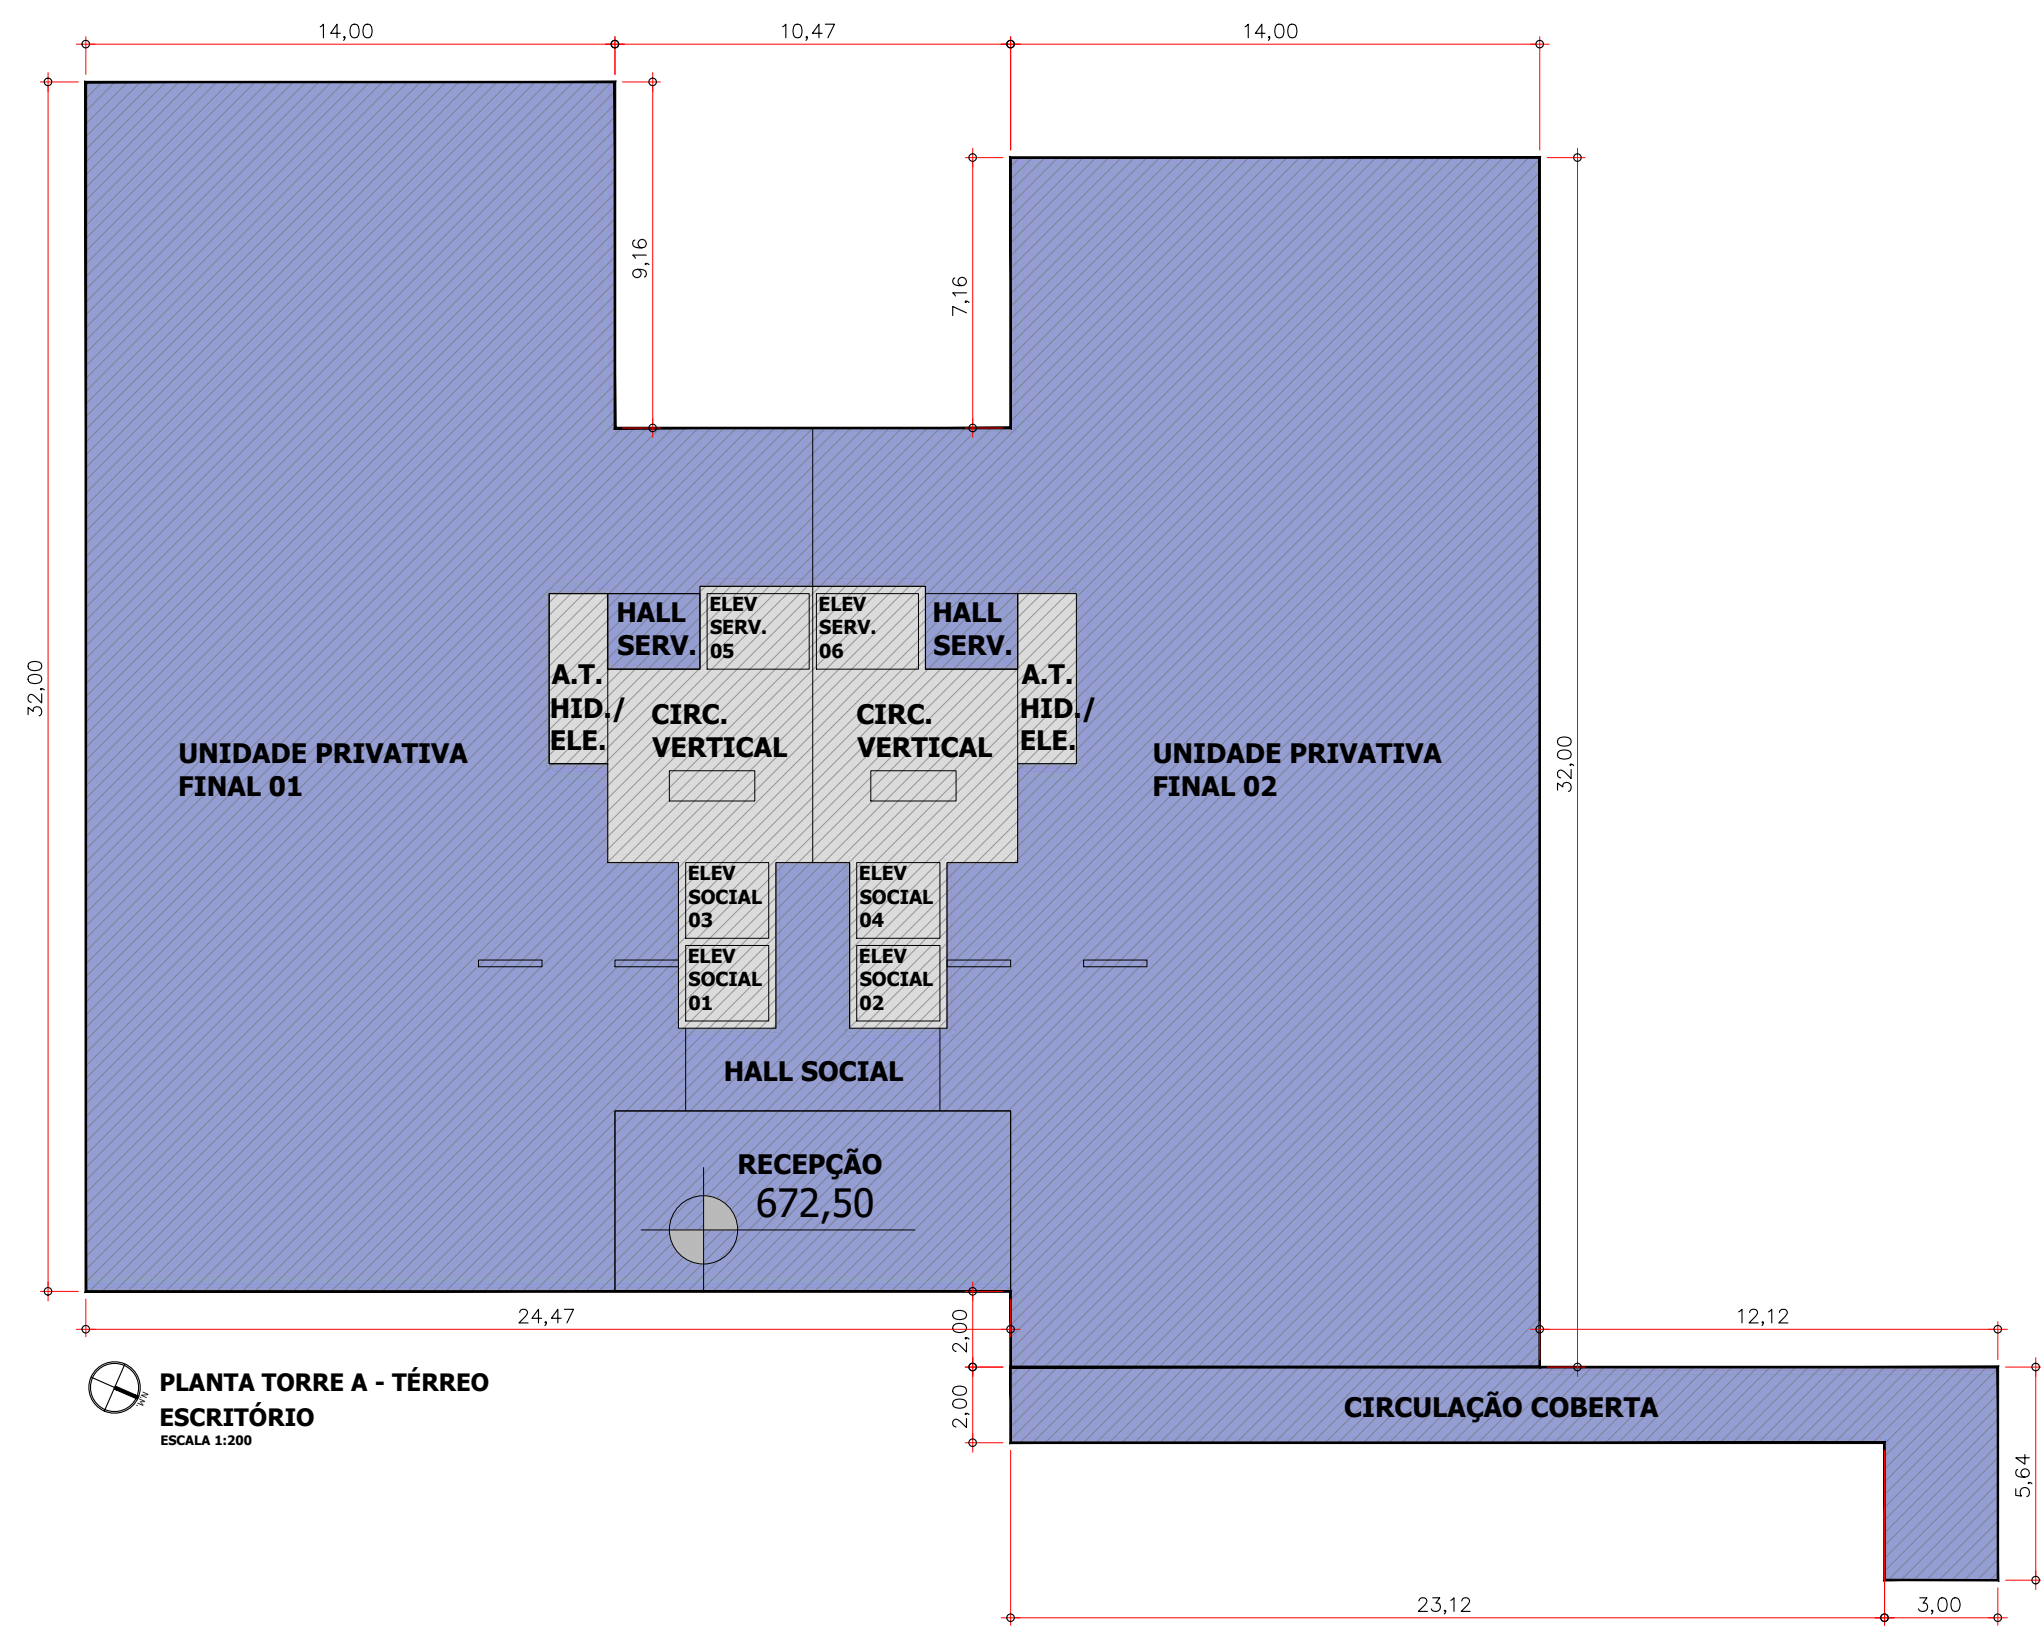 14,00
10,47
14,00
9,16
7,16
32,00
32,00
HALL
SERV.
ELEV
SERV.
05
ELEV
SERV.
06
HALL
SERV.
A.T.
HID./
ELE.
CIRC.
VERTICAL
CIRC.
VERTICAL
A.T.
HID./
ELE.
UNIDADE PRIVATIVA
FINAL 01
UNIDADE PRIVATIVA
FINAL 02
ELEV
SOCIAL
03
ELEV
SOCIAL
04
ELEV
SOCIAL
01
ELEV
SOCIAL
02
HALL SOCIAL
RECEPÇÃO
672,50
24,47
2,00
12,12
2,00
CIRCULAÇÃO COBERTA
5,64
23,12
3,00
N.M.
PLANTA TORRE A - TÉRREO
ESCRITÓRIO
ESCALA 1:200